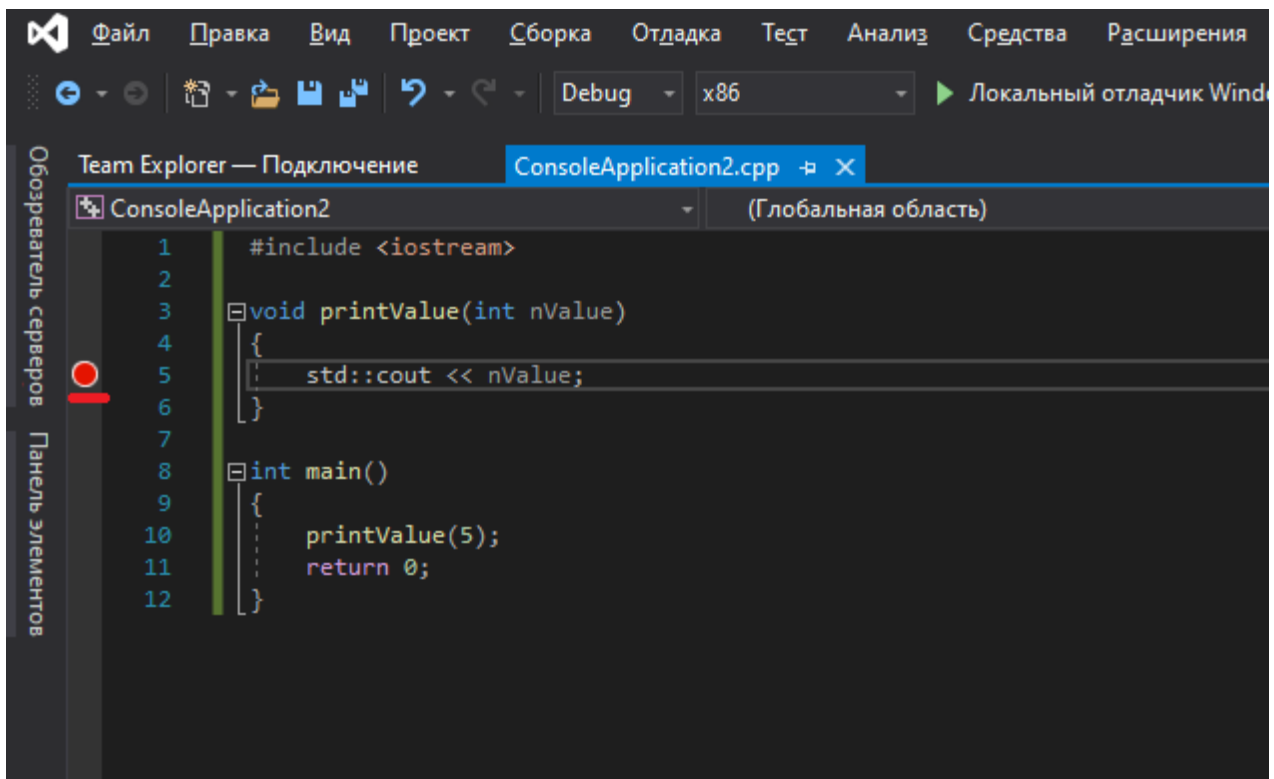 Файл Правка Вид Проект Сборка Отладка Тест Анализ Средства Расширения
Debug x86 Локальный отладчик
Team Explorer — Подключение ConsoleApplication2.cpp
ConsoleApplication2 (Глобальная область)
Обозреватель серверов
Панель элементов
1 #include <iostream>
2
3 void printValue(int nValue)
4 {
5 std::cout << nValue;
6 }
7
8 int main()
9 {
10 printValue(5);
11 return 0;
12 }